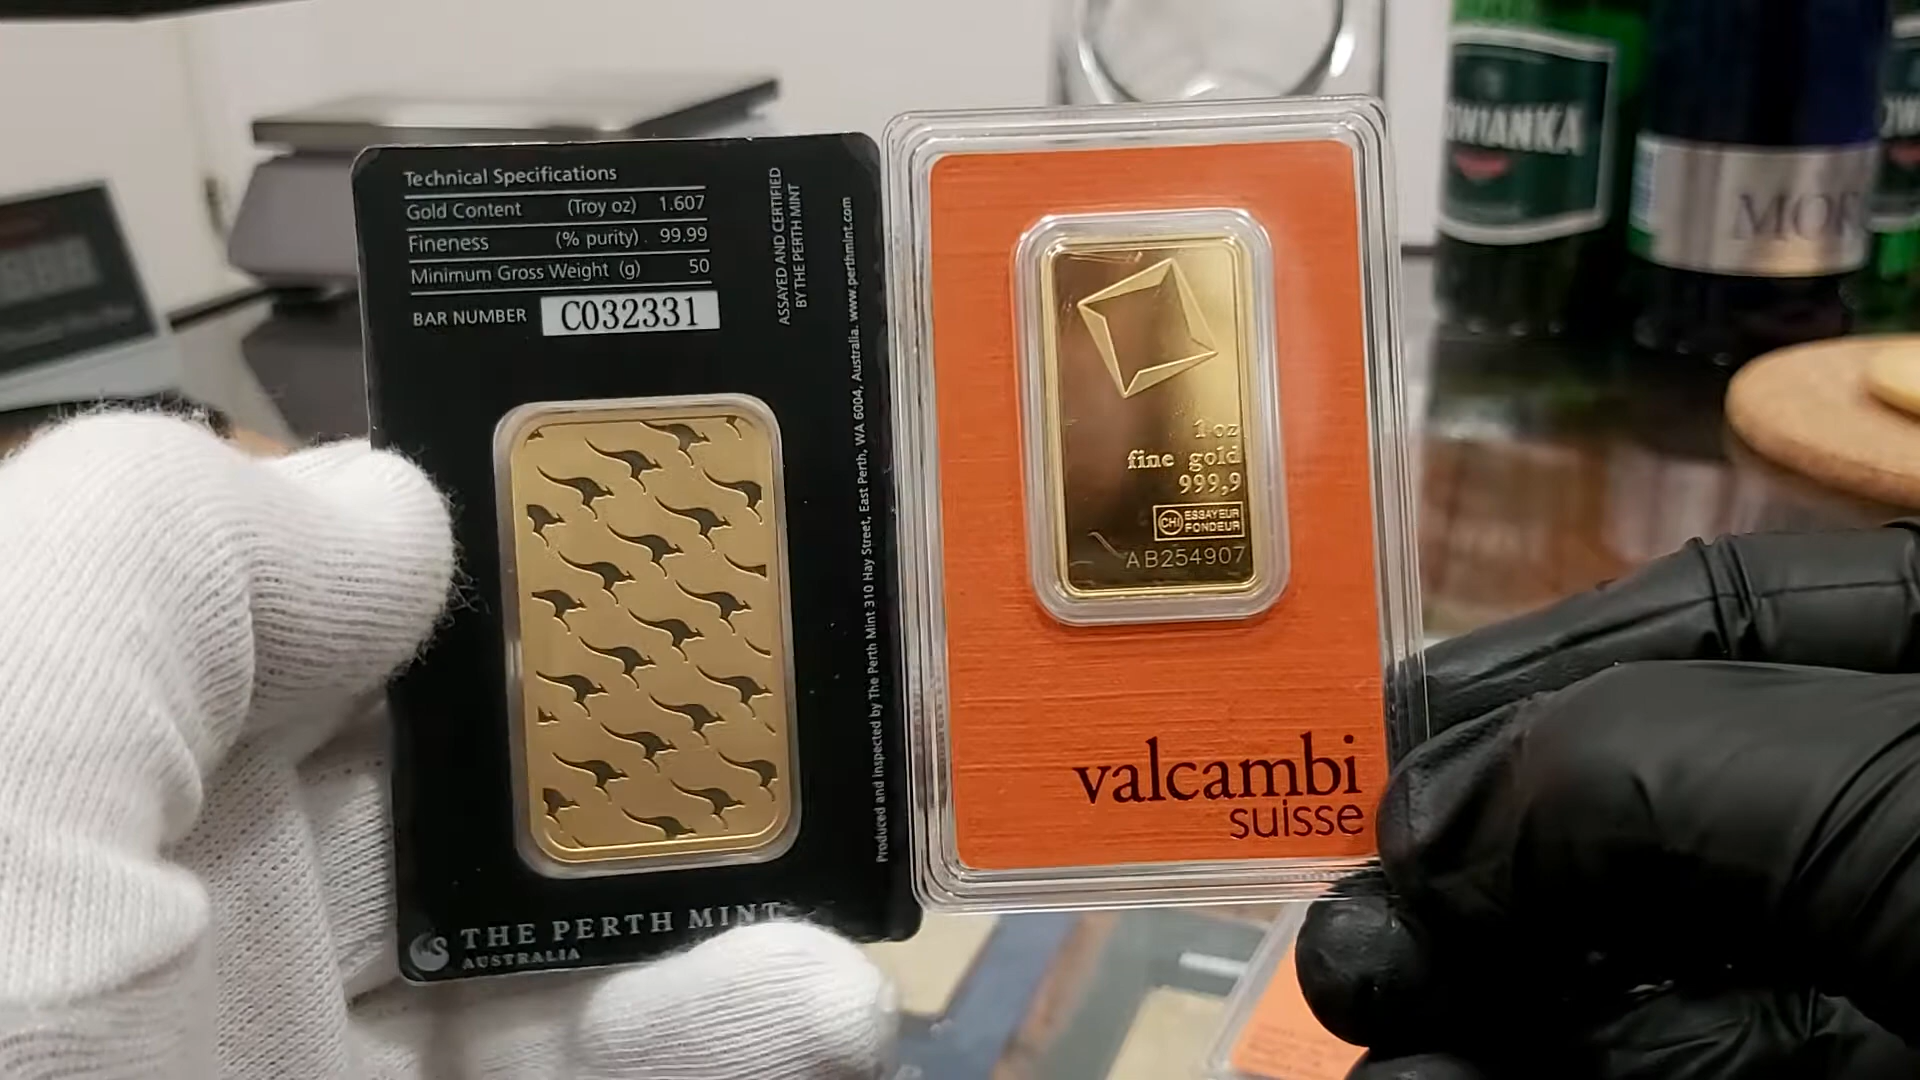 Technical Specifications
Gold Content (Troy oz) 1.607
Fineness (% purity) 99.99
Minimum Gross Weight (g) 50
BAR NUMBER C032331
ASSAYED AND CERTIFIED
BY THE PERTH MINT
Produced and inspected by The Perth Mint 310 Hay Street, East Perth, WA 6004, Australia. www.perthmint.com
THE PERTH MINT
AUSTRALIA
1 oz
fine gold
999,9
CHI ESSAYEUR
FONDEUR
AB254907
valcambi
suisse
OWIANKA
MOR